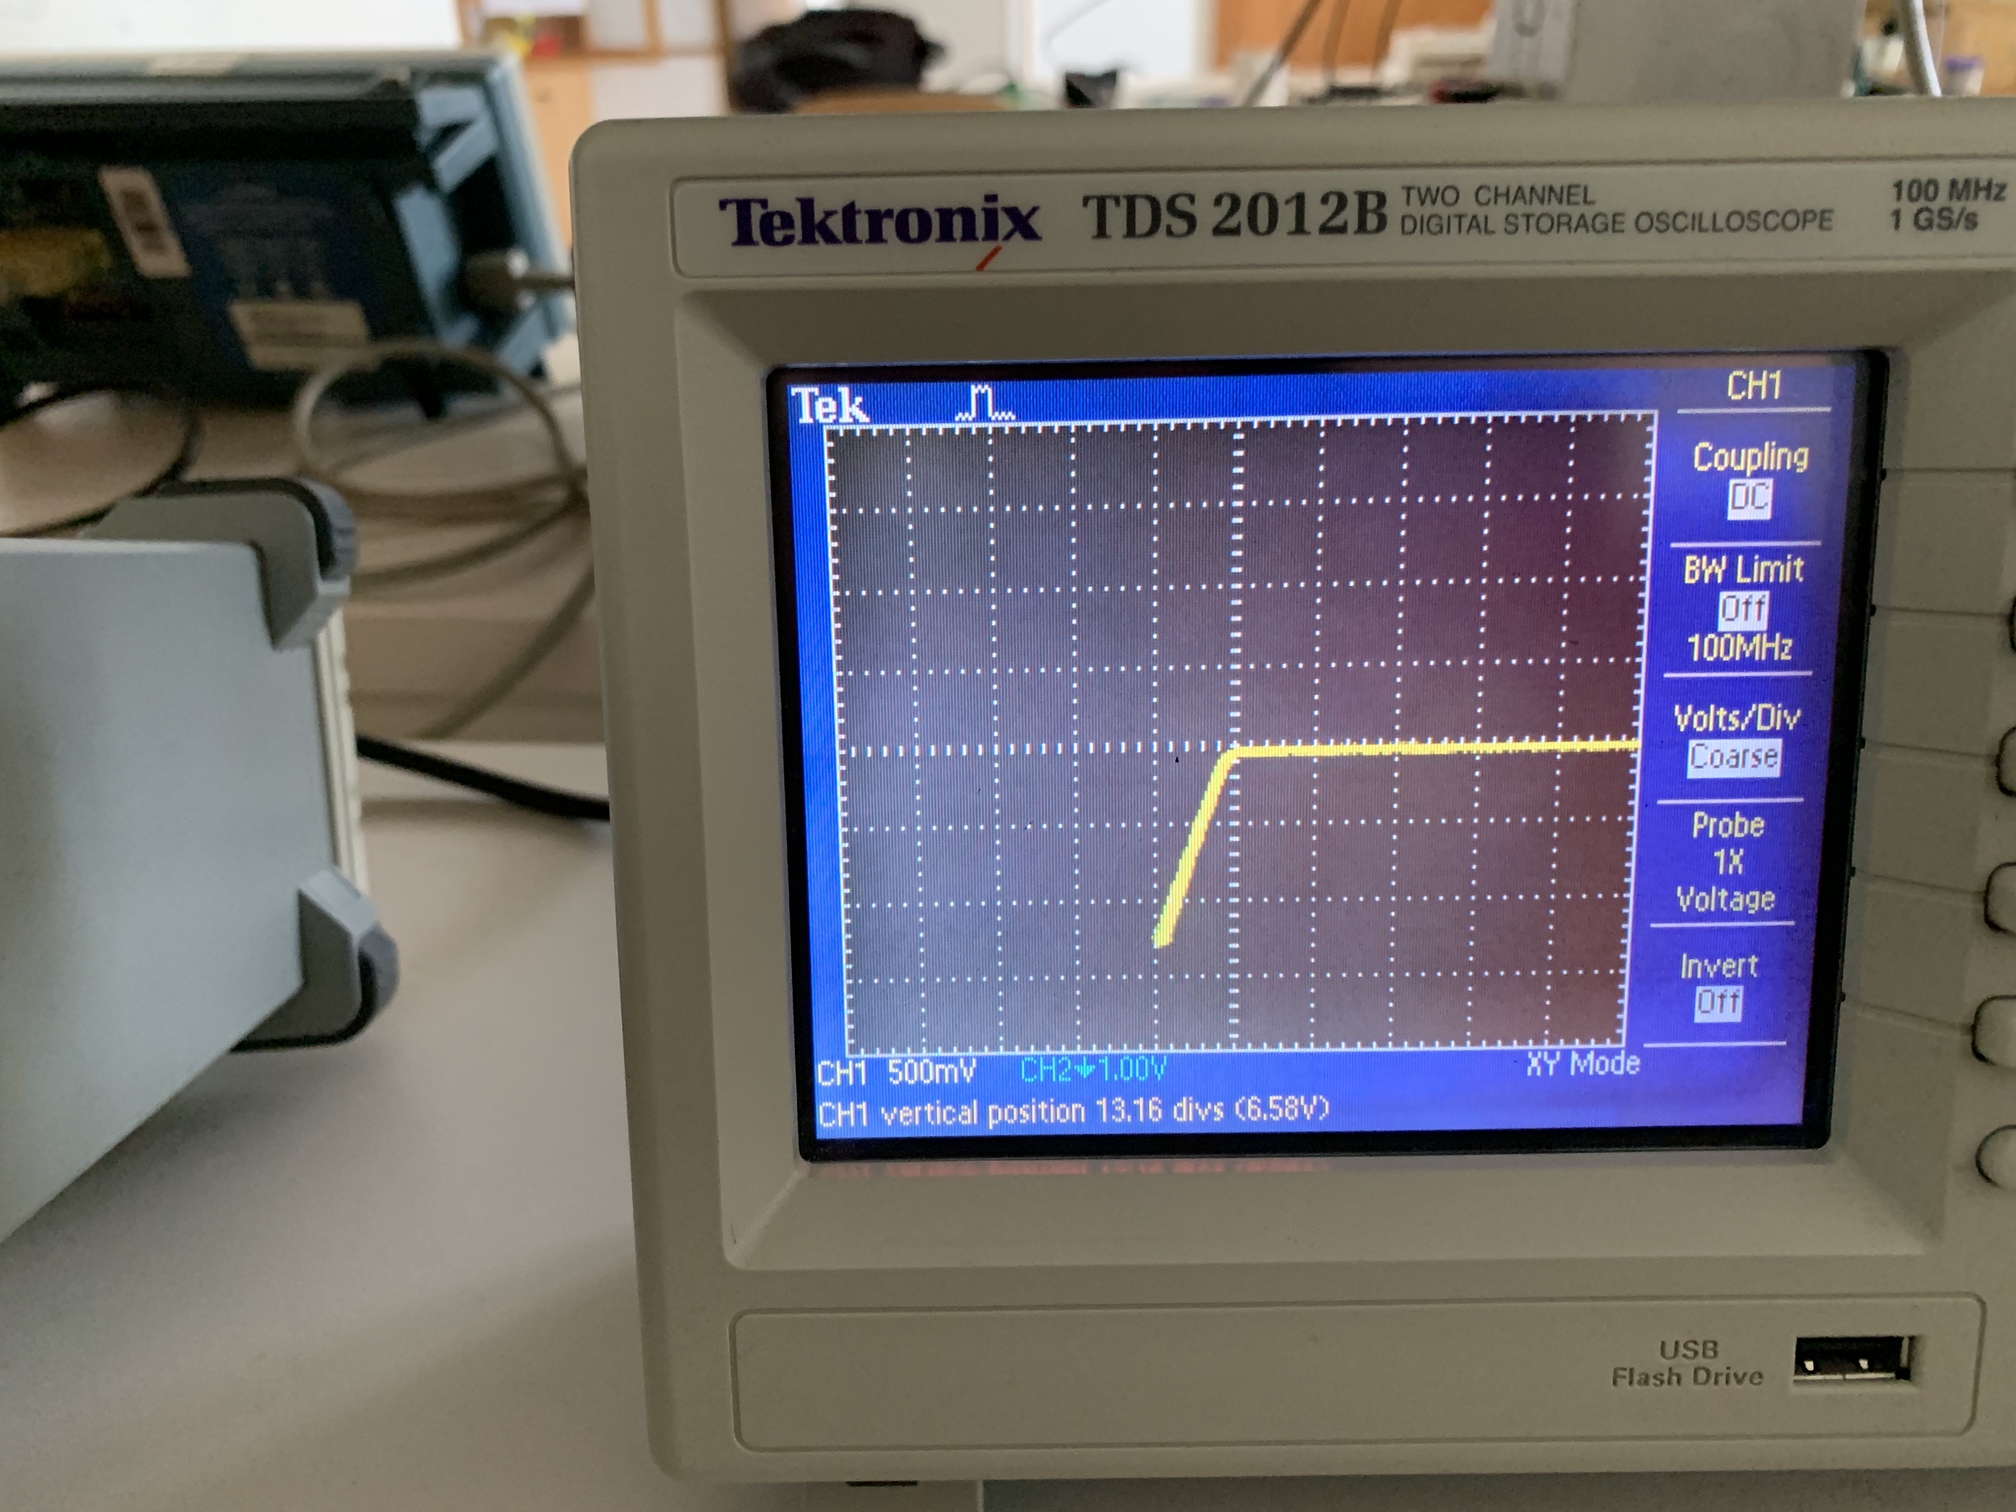 Tektronix TDS 2012B TWO CHANNEL DIGITAL STORAGE OSCILLOSCOPE 100 MHz 1 GS/s
Tek
CH1
Coupling
DC
BW Limit
Off
100MHz
Volts/Div
Coarse
Probe
1X
Voltage
Invert
Off
CH1 500mV CH2 1.00V XY Mode
CH1 vertical position 13.16 divs (6.58V)
USB
Flash Drive